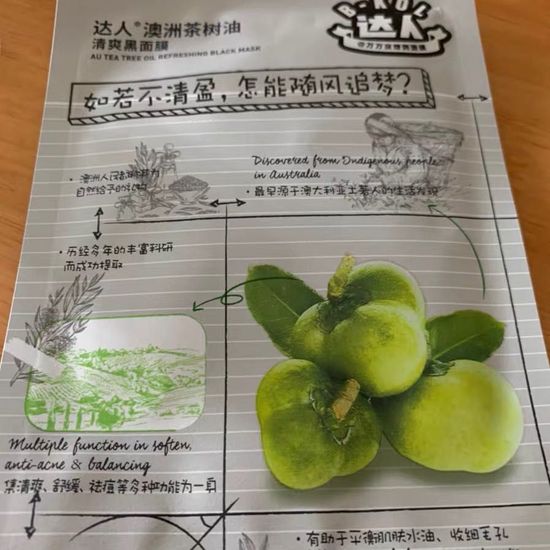 达人®澳洲茶树油
清爽黑面膜
AU TEA TREE OIL REFRESHING BLACK MASK
B-KOL
达人
如若不清盈,怎能随风追梦?
Discovered from Indigenous people
in Australia
·最早源于澳大利亚土著人的生活发现
·澳洲人民
自然给予的礼物
·历经多年的丰富科研
而成功提取
Multiple function in soften,
anti-acne & balancing
集清爽、舒缓、祛痘等多种功能为一身
·有助于平衡肌肤水油、收细毛孔